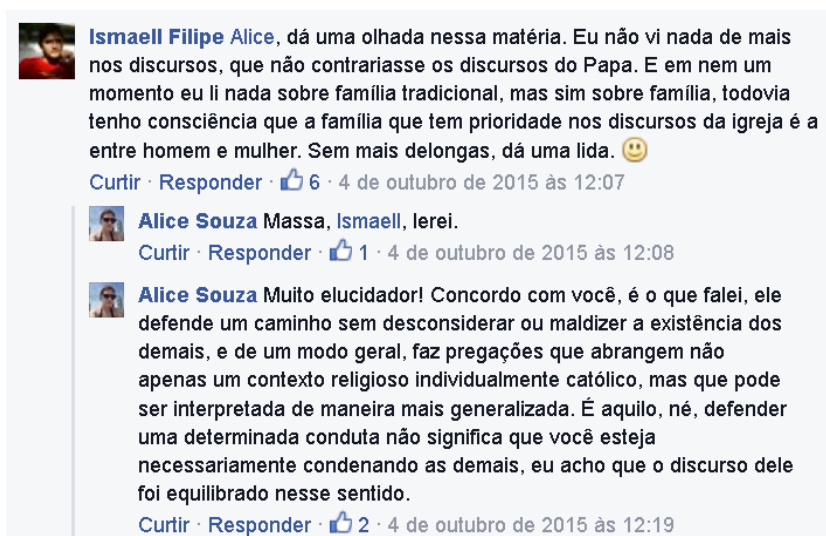 Ismaell Filipe Alice, dá uma olhada nessa matéria. Eu não vi nada de mais
nos discursos, que não contrariasse os discursos do Papa. E em nem um
momento eu li nada sobre família tradicional, mas sim sobre família, todovia
tenho consciência que a família que tem prioridade nos discursos da igreja é a
entre homem e mulher. Sem mais delongas, dá uma lida. 🙂
Curtir · Responder · 👍 6 · 4 de outubro de 2015 às 12:07
Alice Souza Massa, Ismaell, lerei.
Curtir · Responder · 👍 1 · 4 de outubro de 2015 às 12:08
Alice Souza Muito elucidador! Concordo com você, é o que falei, ele
defende um caminho sem desconsiderar ou maldizer a existência dos
demais, e de um modo geral, faz pregações que abrangem não
apenas um contexto religioso individualmente católico, mas que pode
ser interpretada de maneira mais generalizada. É aquilo, né, defender
uma determinada conduta não significa que você esteja
necessariamente condenando as demais, eu acho que o discurso dele
foi equilibrado nesse sentido.
Curtir · Responder · 👍 2 · 4 de outubro de 2015 às 12:19